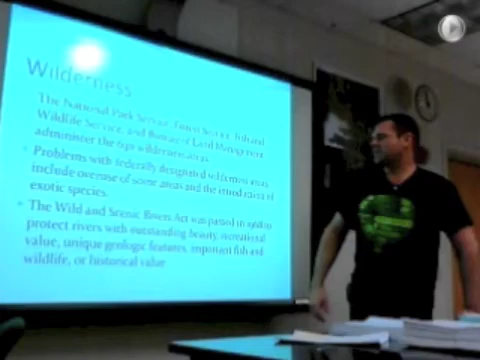 Wilderness
The National Park Service, Forest Service, Fish and
Wildlife Service, and Bureau of Land Management
administer the 630 wilderness areas.
Problems with federally designated wilderness areas
include overuse of some areas and the introduction of
exotic species.
The Wild and Scenic Rivers Act was passed in 1968 to
protect rivers with outstanding beauty, recreational
value, unique geologic features, important fish and
wildlife, or historical value